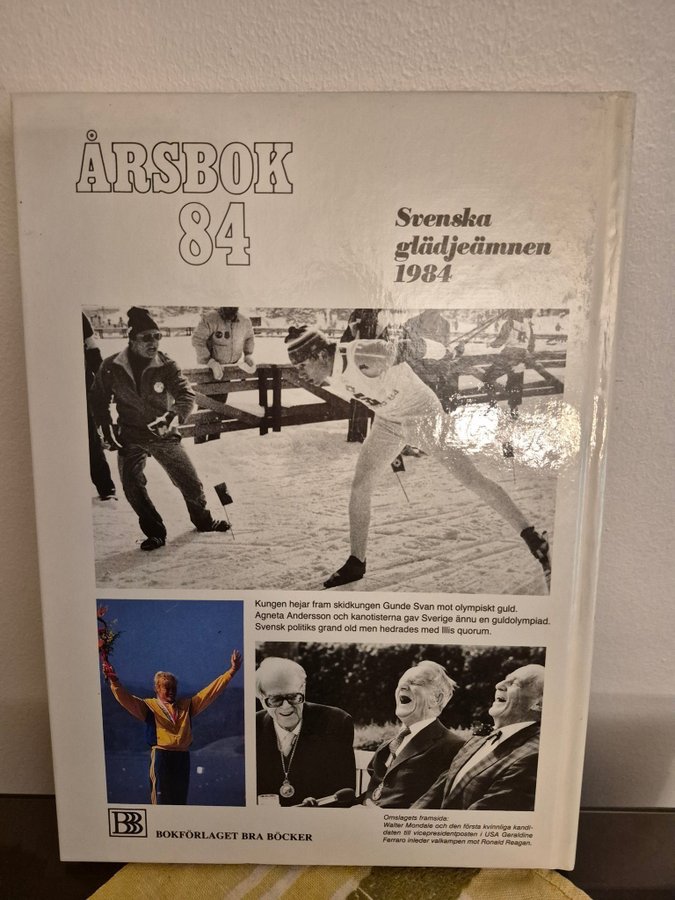 ÅRSBOK
84
Svenska
glädjeämnen
1984
Kungen hejar fram skidkungen Gunde Svan mot olympiskt guld.
Agneta Andersson och kanotisterna gav Sverige ännu en guldolympiad.
Svensk politiks grand old men hedrades med Illis quorum.
BBB
BOKFÖRLAGET BRA BÖCKER
Omslagets framsida:
Walter Mondale och den första kvinnliga kandi-
daten till vicepresidentposten i USA Geraldine
Ferraro inleder valkampen mot Ronald Reagan.